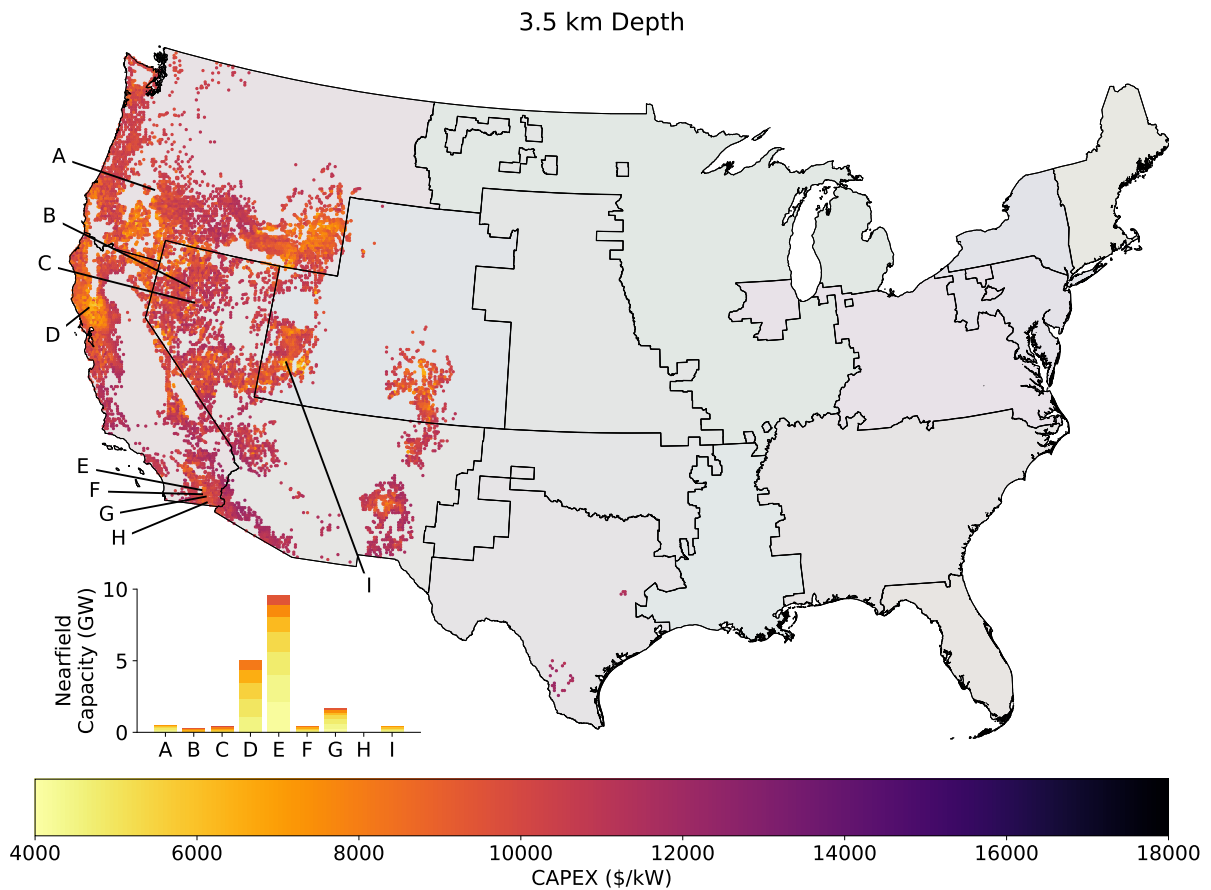 3.5 km Depth
A
B
C
D
E
F
G
H
I
10
5
0
Nearfield
Capacity (GW)
A B C D E F G H I
4000 6000 8000 10000 12000 14000 16000 18000
CAPEX ($/kW)